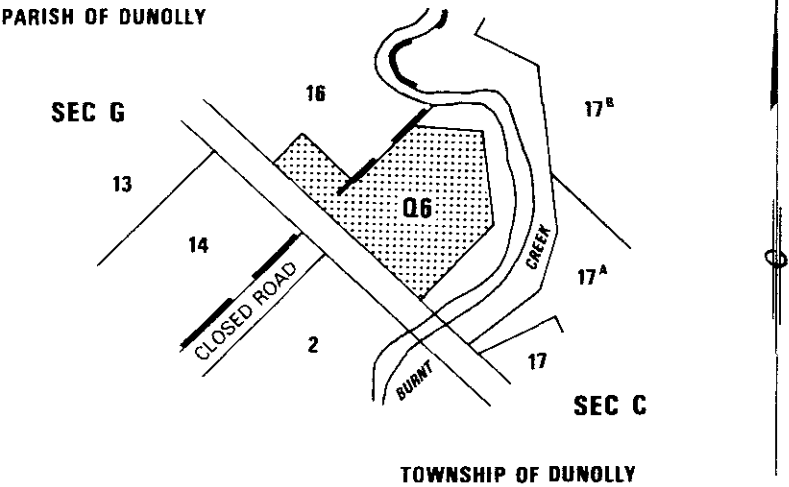 PARISH OF DUNOLLY
16
SEC G
17ᴮ
13
Q6
14
CREEK
17ᴬ
CLOSED ROAD
2
BURNT
17
SEC C
TOWNSHIP OF DUNOLLY